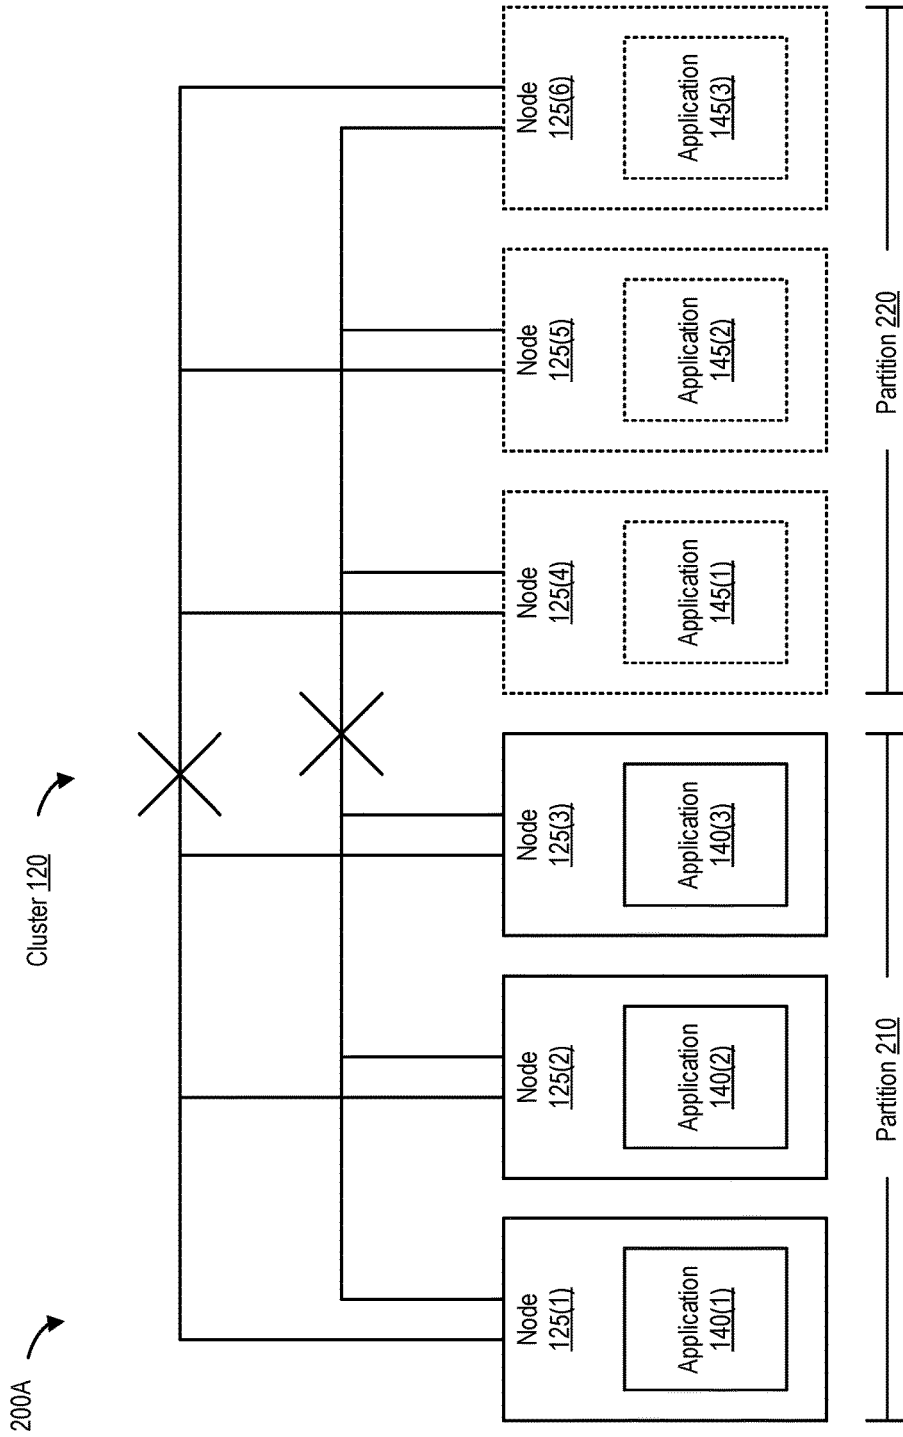 200A
Cluster 120
Node
125(1)
Application
140(1)
Node
125(2)
Application
140(2)
Node
125(3)
Application
140(3)
Node
125(4)
Application
145(1)
Node
125(5)
Application
145(2)
Node
125(6)
Application
145(3)
Partition 210
Partition 220